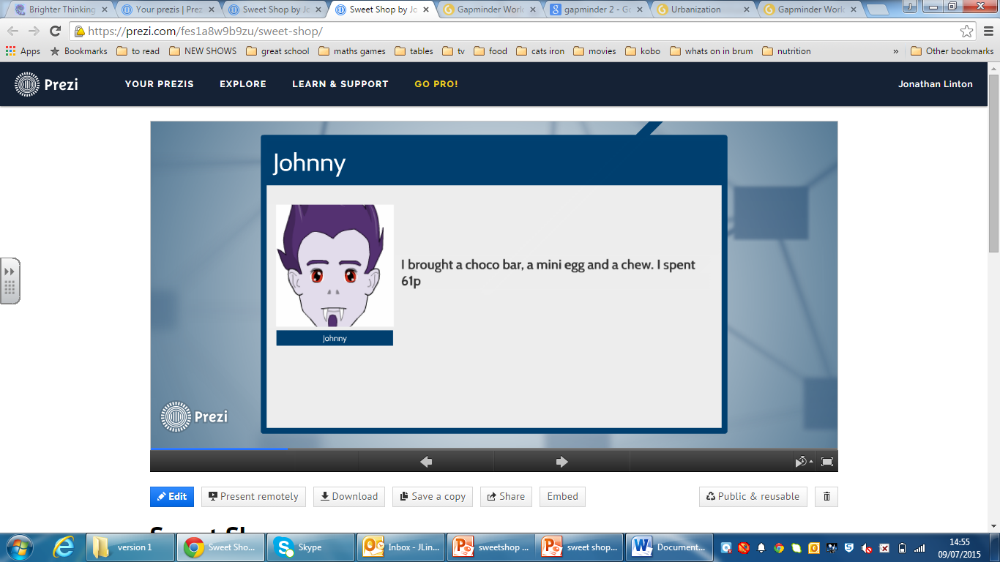 Brighter Thinking
Your prezis | Prez
Sweet Shop by Jo
Sweet Shop by Jo
Gapminder Work
gapminder 2 - Go
Urbanization
Gapminder Work
https://prezi.com/fes1a8w9b9zu/sweet-shop/
Apps Bookmarks to read NEW SHOWS great school maths games tables tv food cats iron movies kobo whats on in brum nutrition » Other bookmarks
Prezi YOUR PREZIS EXPLORE LEARN & SUPPORT GO PRO! Jonathan Linton
Johnny
I brought a choco bar, a mini egg and a chew. I spent
61p
Johnny
Prezi
Edit Present remotely Download Save a copy Share Embed Public & reusable
version 1 Sweet Sho... Skype Inbox - JLin... sweetshop ... sweet shop... Document...
14:55
09/07/2015